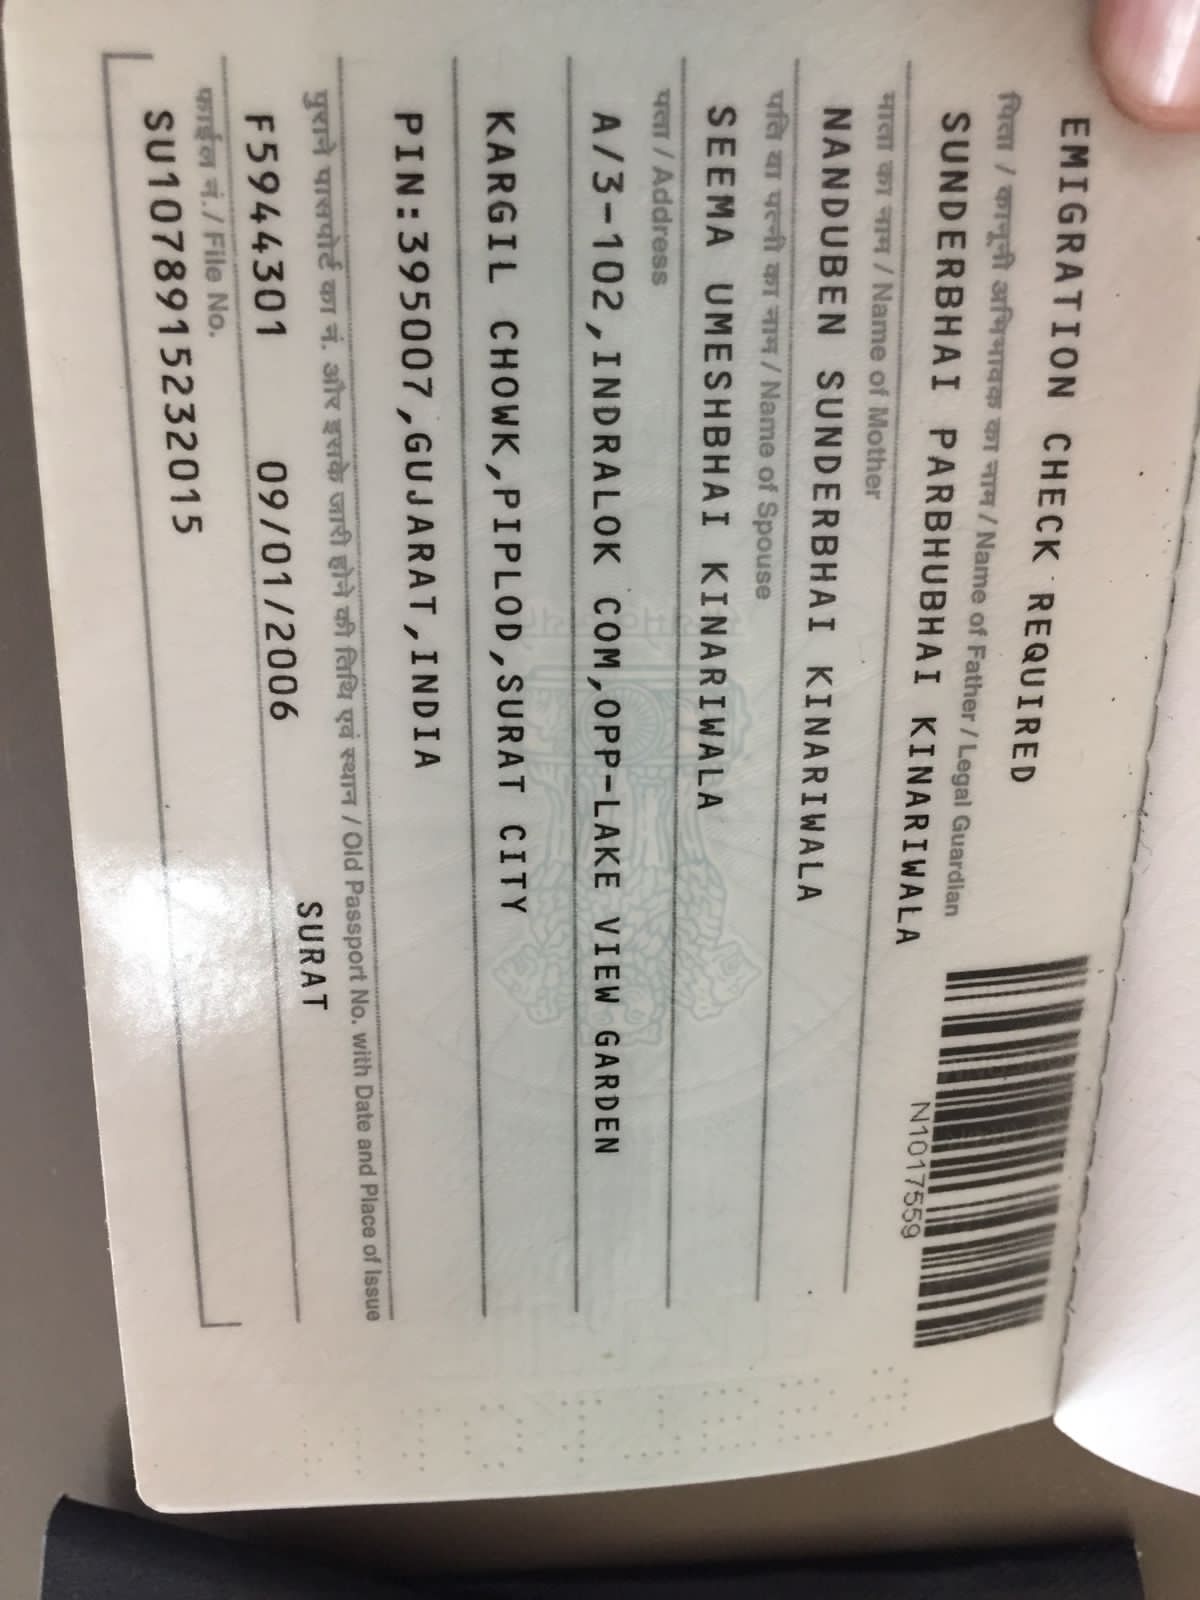 EMIGRATION CHECK REQUIRED
पिता / कानूनी अभिभावक का नाम / Name of Father / Legal Guardian
SUNDERBHAI PARBHUBHAI KINARIWALA
N1017559
माता का नाम / Name of Mother
NANDUBEN SUNDERBHAI KINARIWALA
पति या पत्नी का नाम / Name of Spouse
SEEMA UMESHBHAI KINARIWALA
पता / Address
A/3-102,INDRALOK COM,OPP-LAKE VIEW GARDEN
KARGIL CHOWK,PIPLOD,SURAT CITY
PIN:395007,GUJARAT,INDIA
पुराने पासपोर्ट का नं. और इसके जारी होने की तिथि एवं स्थान / Old Passport No. with Date and Place of Issue
F5944301 09/01/2006 SURAT
फाईल नं. / File No.
SU1078915232015